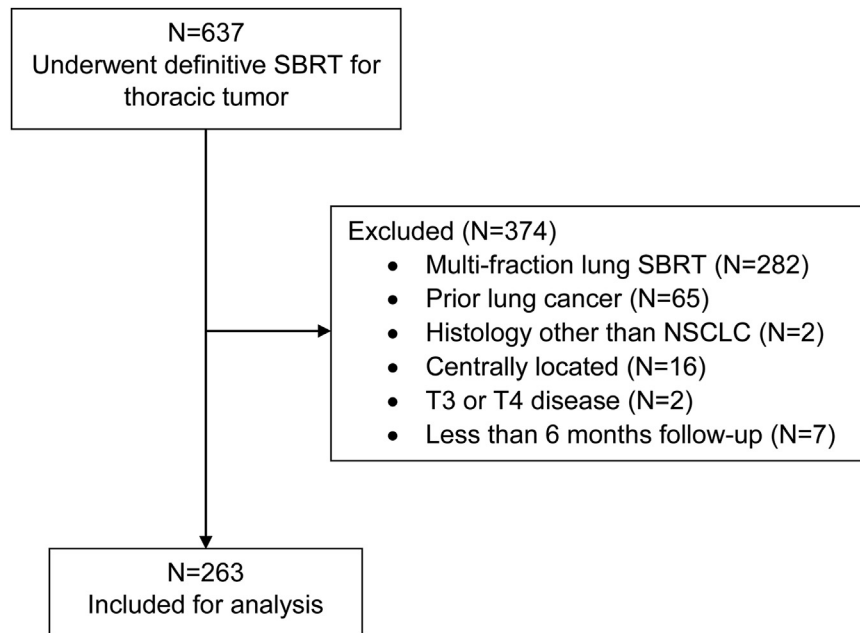 N=637
Underwent definitive SBRT for
thoracic tumor
Excluded (N=374)
• Multi-fraction lung SBRT (N=282)
• Prior lung cancer (N=65)
• Histology other than NSCLC (N=2)
• Centrally located (N=16)
• T3 or T4 disease (N=2)
• Less than 6 months follow-up (N=7)
N=263
Included for analysis